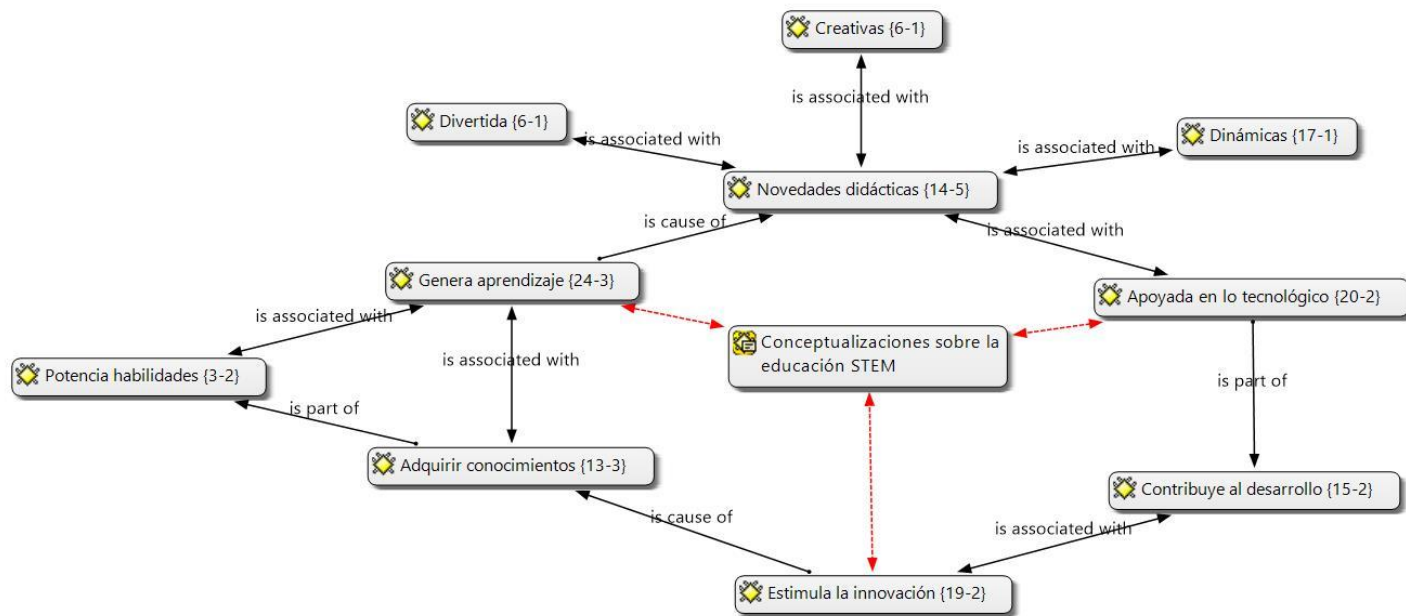 Creativas {6-1}
is associated with
Divertida {6-1}
is associated with
Dinámicas {17-1}
is associated with
Novedades didácticas {14-5}
is cause of
is associated with
Genera aprendizaje {24-3}
Apoyada en lo tecnológico {20-2}
is associated with
Conceptualizaciones sobre la
educación STEM
is associated with
Potencia habilidades {3-2}
is part of
is part of
Adquirir conocimientos {13-3}
Contribuye al desarrollo {15-2}
is cause of
is associated with
Estimula la innovación {19-2}